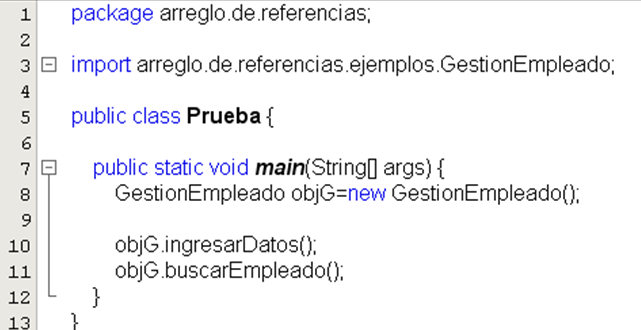 1 package arreglo.de.referencias;
2
3 import arreglo.de.referencias.ejemplos.GestionEmpleado;
4
5 public class Prueba {
6
7 public static void main(String[] args) {
8 GestionEmpleado objG=new GestionEmpleado();
9
10 objG.ingresarDatos();
11 objG.buscarEmpleado();
12 }
13 }